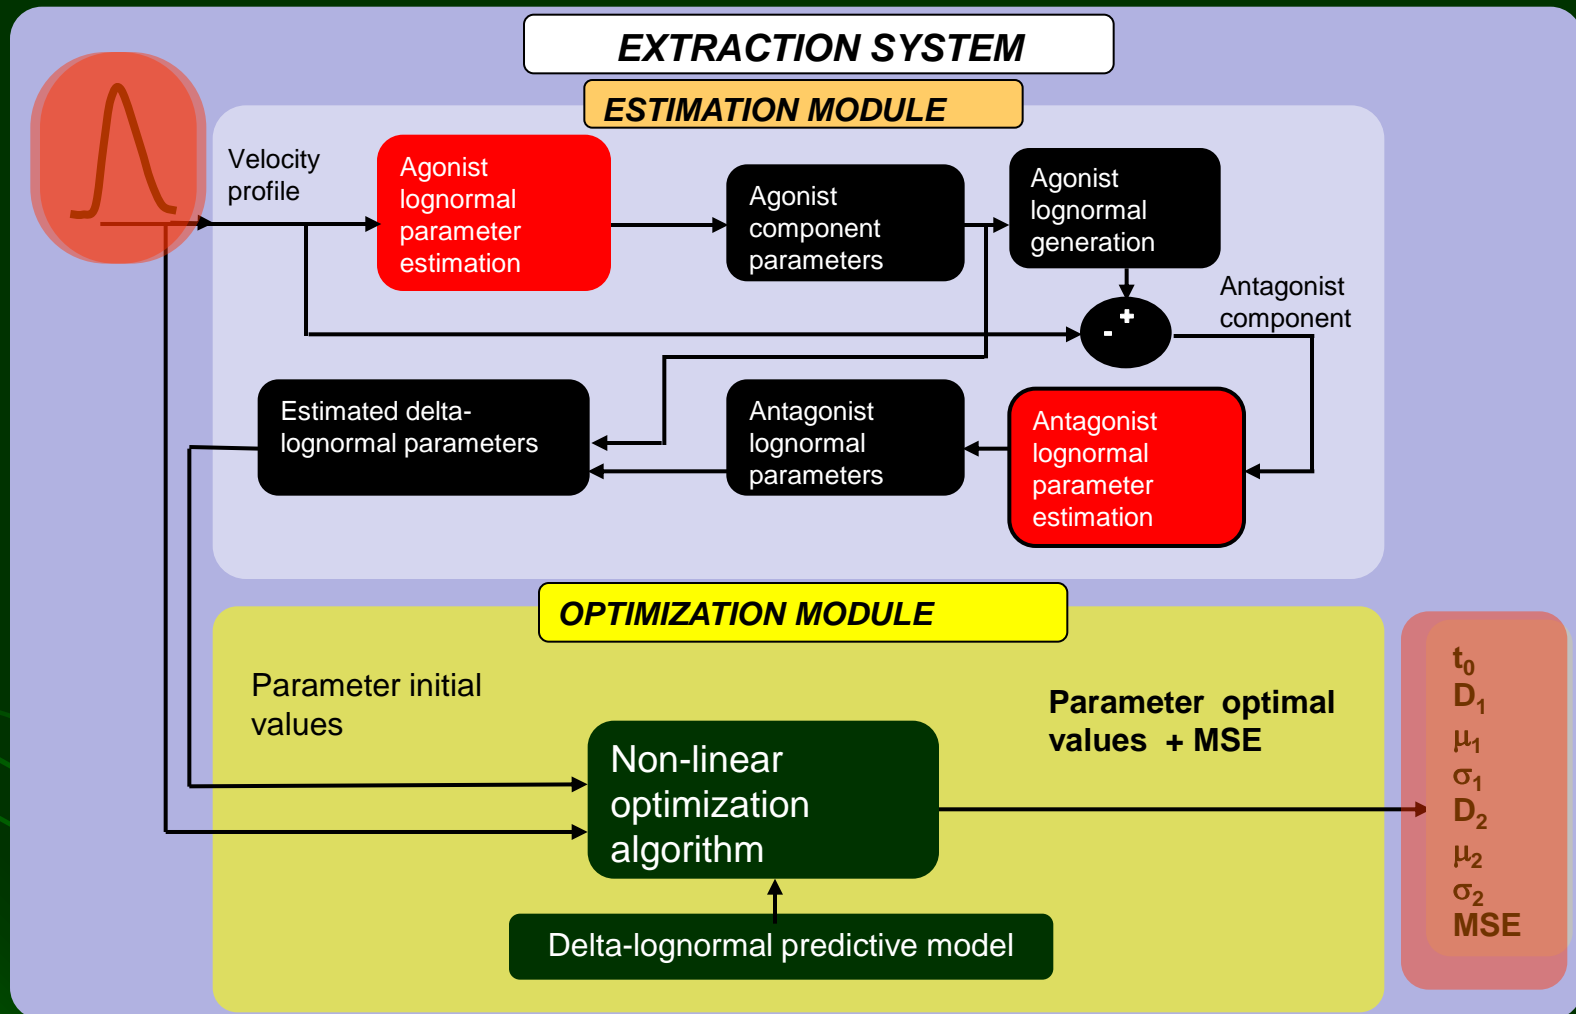 EXTRACTION SYSTEM
ESTIMATION MODULE
Velocity
profile
Agonist
lognormal
parameter
estimation
Agonist
component
parameters
Agonist
lognormal
generation
Antagonist
component
+
-
Estimated delta-
lognormal parameters
Antagonist
lognormal
parameters
Antagonist
lognormal
parameter
estimation
OPTIMIZATION MODULE
Parameter initial
values
Non-linear
optimization
algorithm
Parameter optimal
values + MSE
Delta-lognormal predictive model
t₀
D₁
μ₁
σ₁
D₂
μ₂
σ₂
MSE